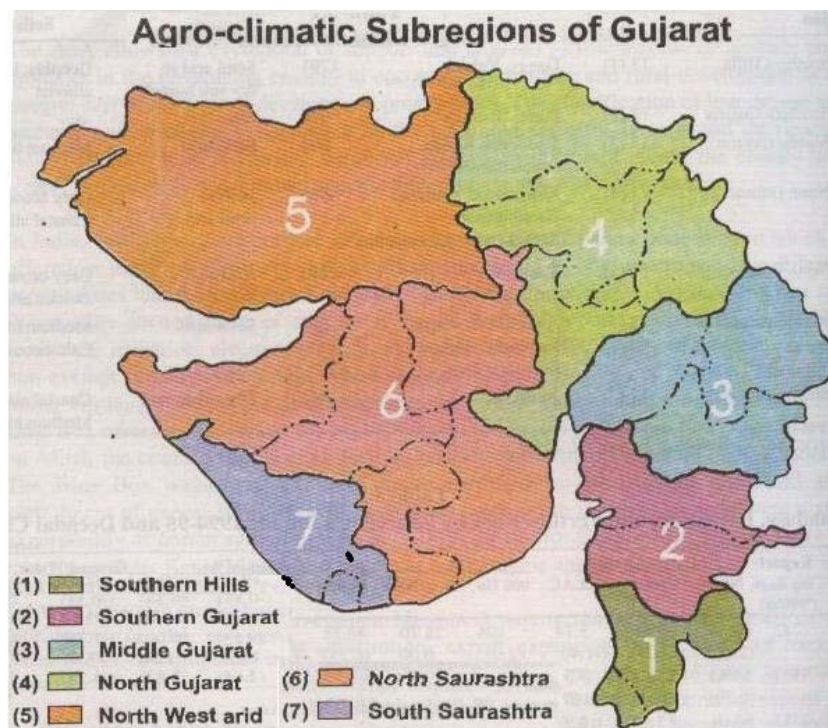 Agro-climatic Subregions of Gujarat
5
4
3
6
7
2
1
(1) Southern Hills
(2) Southern Gujarat
(3) Middle Gujarat
(4) North Gujarat
(5) North West arid
(6) North Saurashtra
(7) South Saurashtra